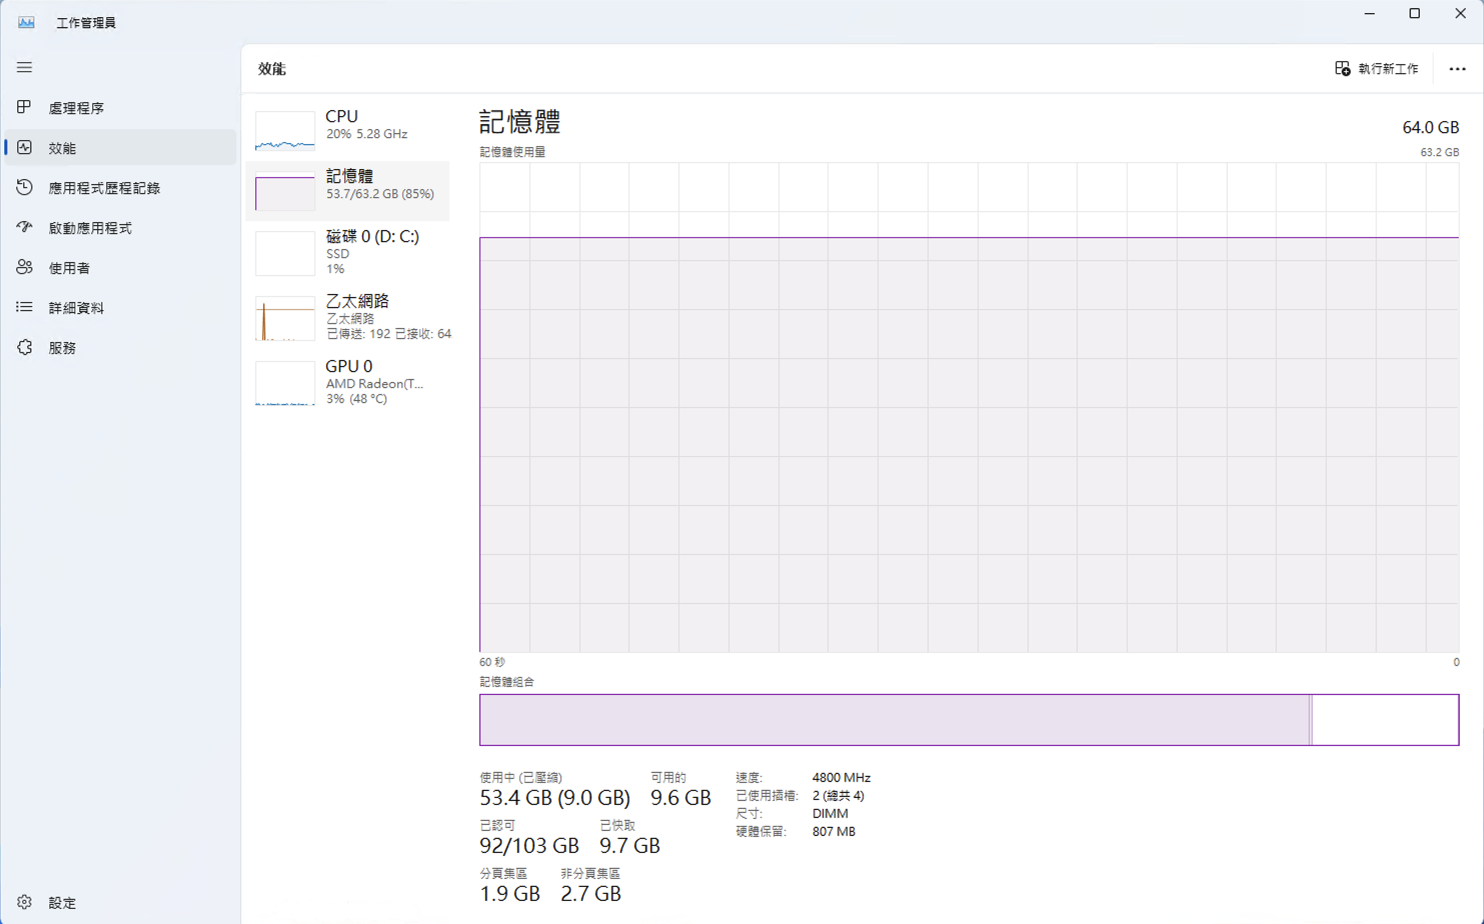 工作管理員
效能
執行新工作
處理程序
效能
應用程式歷程記錄
啟動應用程式
使用者
詳細資料
服務
設定
CPU
20% 5.28 GHz
記憶體
53.7/63.2 GB (85%)
磁碟 0 (D: C:)
SSD
1%
乙太網路
乙太網路
已傳送: 192 已接收: 64
GPU 0
AMD Radeon(T...
3% (48 °C)
記憶體
64.0 GB
記憶體使用量
63.2 GB
60 秒
0
記憶體組合
使用中 (已壓縮)
53.4 GB (9.0 GB)
可用的
9.6 GB
已認可
92/103 GB
已快取
9.7 GB
分頁集區
1.9 GB
非分頁集區
2.7 GB
速度: 4800 MHz
已使用插槽: 2 (總共 4)
尺寸: DIMM
硬體保留: 807 MB